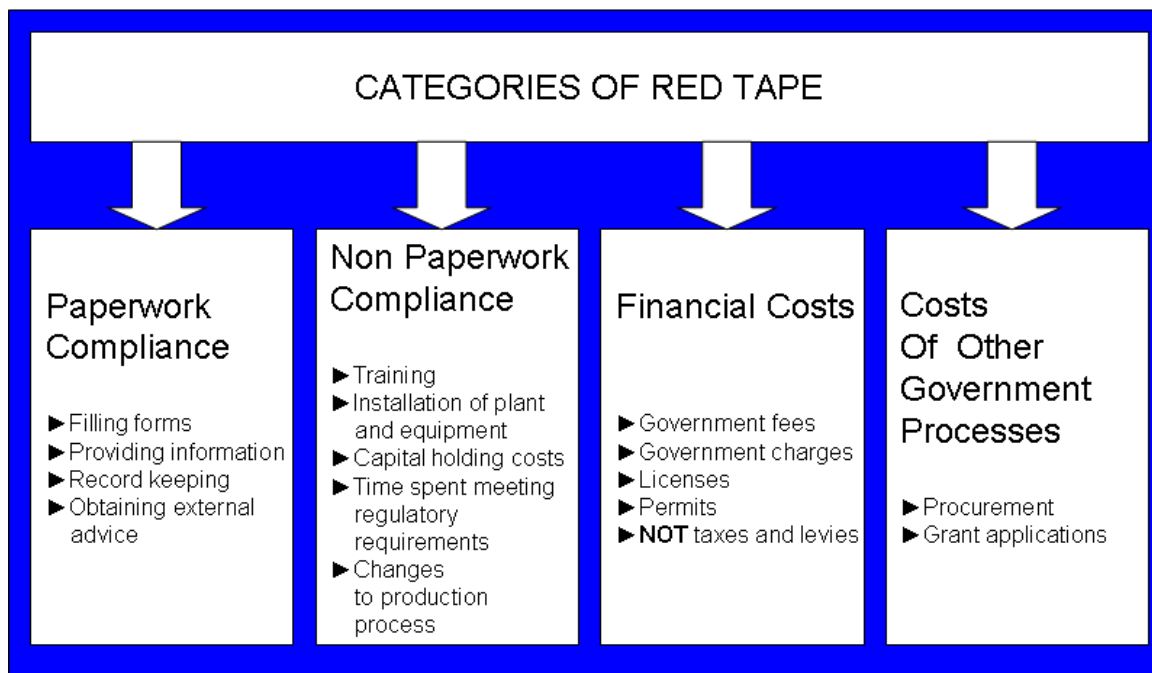 CATEGORIES OF RED TAPE
Paperwork
Compliance
►Filling forms
►Providing information
►Record keeping
►Obtaining external
advice
Non Paperwork
Compliance
►Training
►Installation of plant
and equipment
►Capital holding costs
►Time spent meeting
regulatory
requirements
►Changes
to production
process
Financial Costs
►Government fees
►Government charges
►Licenses
►Permits
►NOT taxes and levies
Costs
Of Other
Government
Processes
►Procurement
►Grant applications